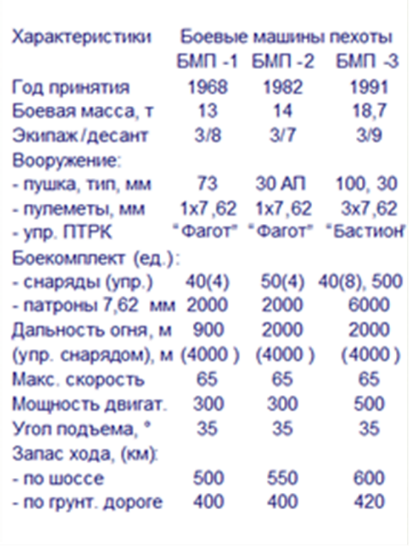 Характеристики Боевые машины пехоты
БМП -1 БМП -2 БМП -3
Год принятия 1968 1982 1991
Боевая масса, т 13 14 18,7
Экипаж/десант 3/8 3/7 3/9
Вооружение:
- пушка, тип, мм 73 30 АП 100, 30
- пулеметы, мм 1х7,62 1х7,62 3х7,62
- упр. ПТРК “Фагот” “Фагот” “Бастион”
Боекомплект (ед.):
- снаряды (упр.) 40(4) 50(4) 40(8), 500
- патроны 7,62 мм 2000 2000 6000
Дальность огня, м 900 2000 2000
(упр. снарядом), м (4000 ) (4000 ) (4000 )
Макс. скорость 65 65 65
Мощность двигат. 300 300 500
Угол подъема, ° 35 35 35
Запас хода, (км):
- по шоссе 500 550 600
- по грунт. дороге 400 400 420